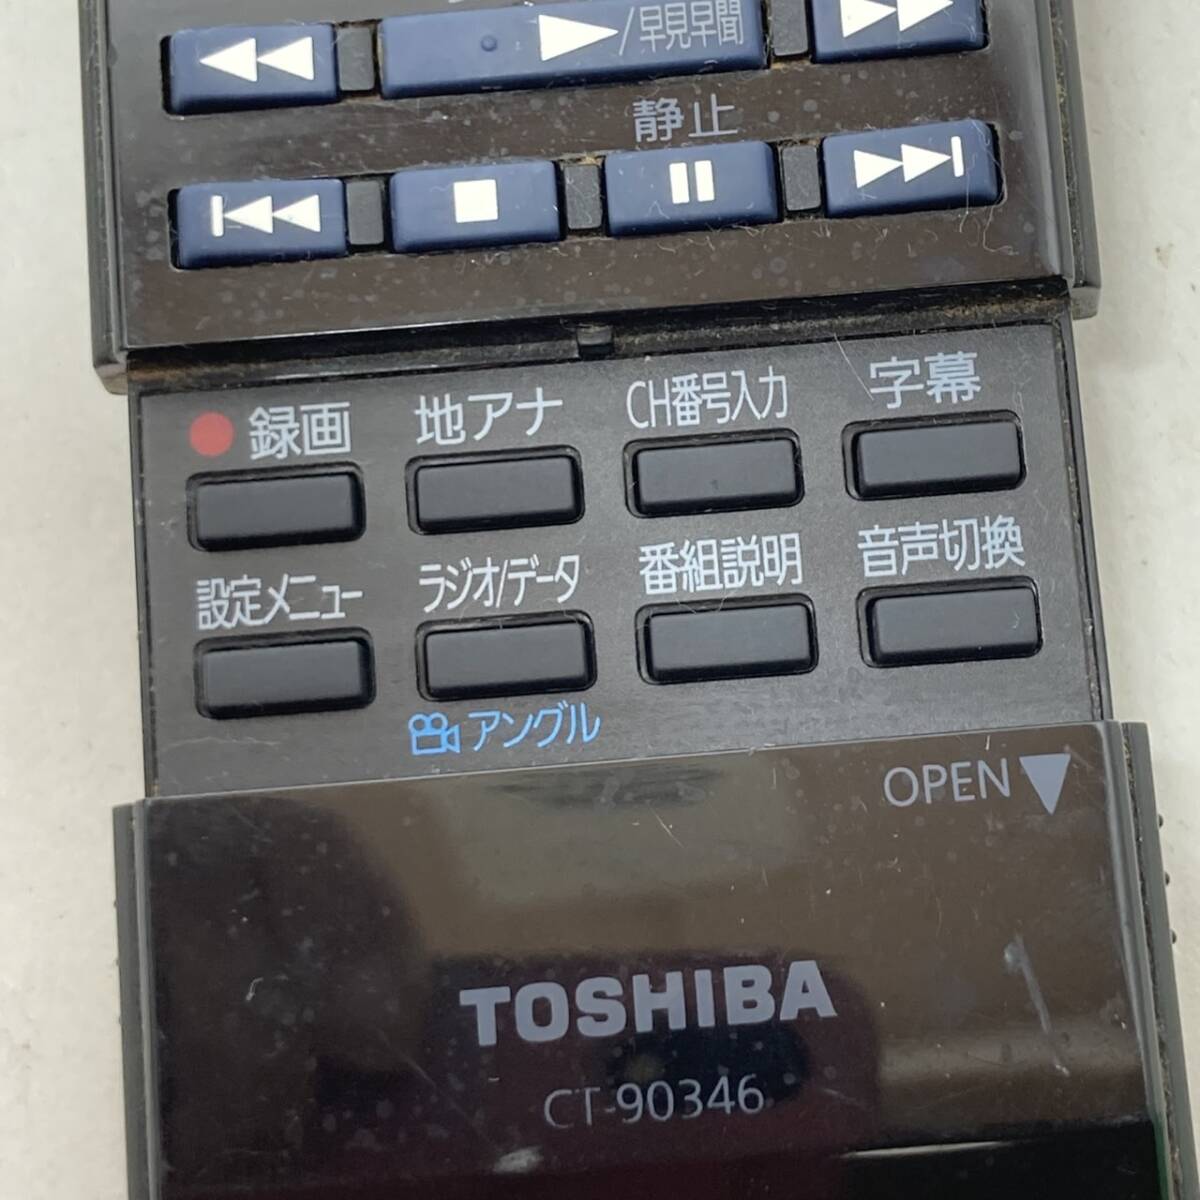 /早見早聞
静止
録画 地アナ CH番号入力 字幕
設定メニュー ラジオ/データ 番組説明 音声切換
アングル
OPEN
TOSHIBA
CT-90346